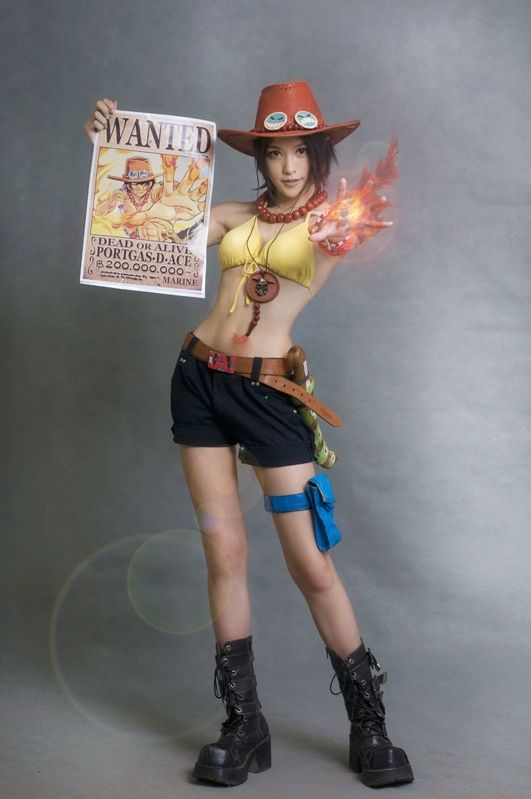 WANTED
DEAD OR ALIVE
PORTGAS·D·ACE
200,000,000-
MARINE